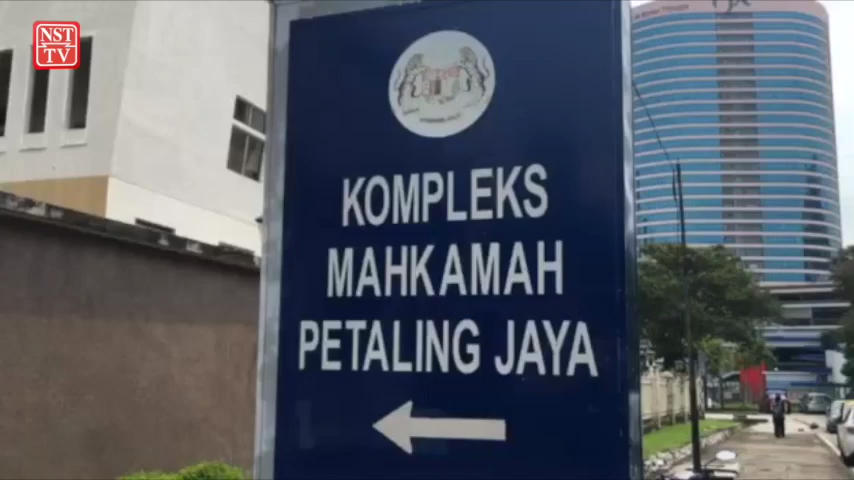 NST
TV
KOMPLEKS
MAHKAMAH
PETALING JAYA